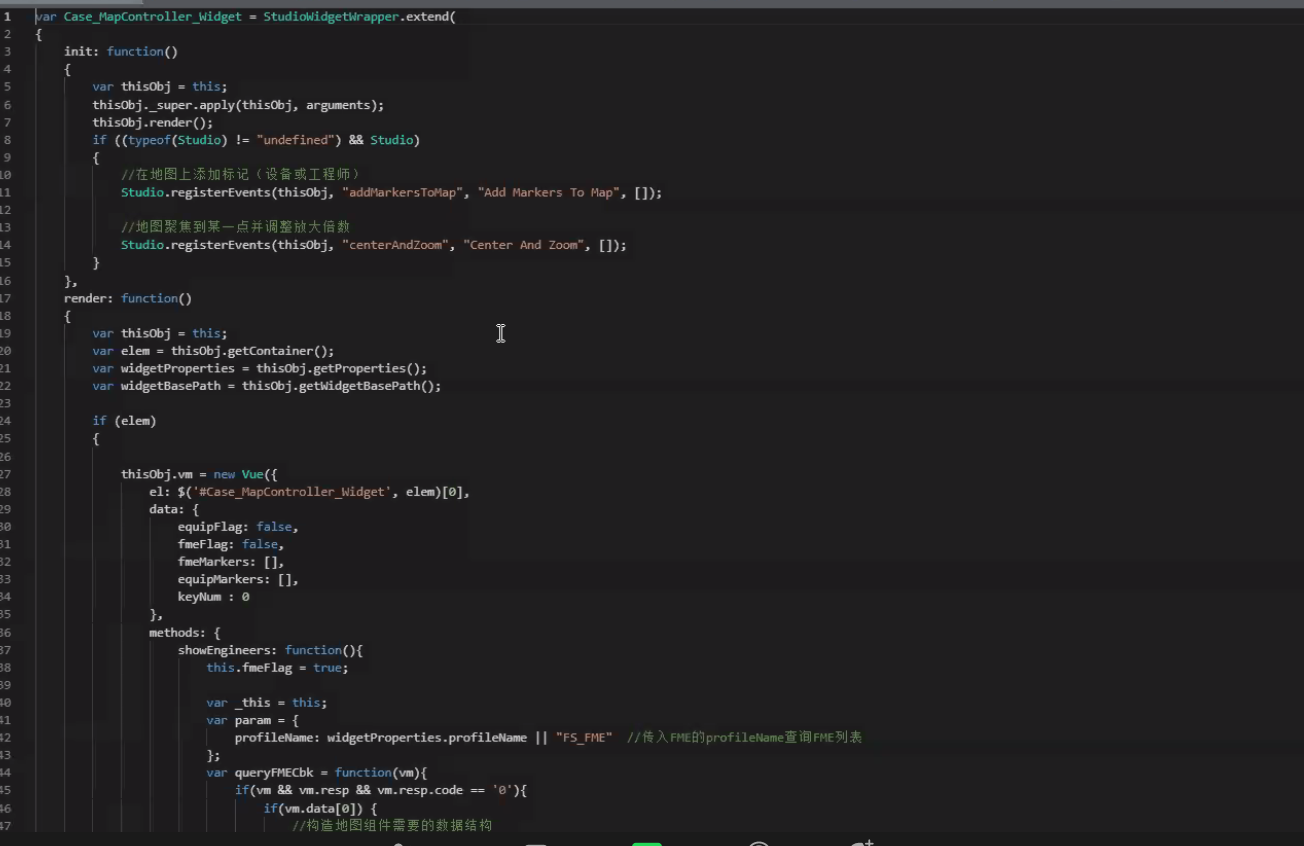 1 var Case_MapController_Widget = StudioWidgetWrapper.extend(
2 {
3 init: function()
4 {
5 var thisObj = this;
6 thisObj._super.apply(thisObj, arguments);
7 thisObj.render();
8 if ((typeof(Studio) != "undefined") && Studio)
9 {
10 //在地图上添加标记（设备或工程师）
11 Studio.registerEvents(thisObj, "addMarkersToMap", "Add Markers To Map", []);
12
13 //地图聚焦到某一点并调整放大倍数
14 Studio.registerEvents(thisObj, "centerAndZoom", "Center And Zoom", []);
15 }
16 },
17 render: function()
18 {
19 var thisObj = this;
20 var elem = thisObj.getContainer();
21 var widgetProperties = thisObj.getProperties();
22 var widgetBasePath = thisObj.getWidgetBasePath();
23
24 if (elem)
25 {
26
27 thisObj.vm = new Vue({
28 el: $('#Case_MapController_Widget', elem)[0],
29 data: {
30 equipFlag: false,
31 fmeFlag: false,
32 fmeMarkers: [],
33 equipMarkers: [],
34 keyNum : 0
35 },
36 methods: {
37 showEngineers: function(){
38 this.fmeFlag = true;
39
40 var _this = this;
41 var param = {
42 profileName: widgetProperties.profileName || "FS_FME" //传入FME的profileName查询FME列表
43 };
44 var queryFMECbk = function(vm){
45 if(vm && vm.resp && vm.resp.code == '0'){
46 if(vm.data[0]) {
47 //构造地图组件需要的数据结构